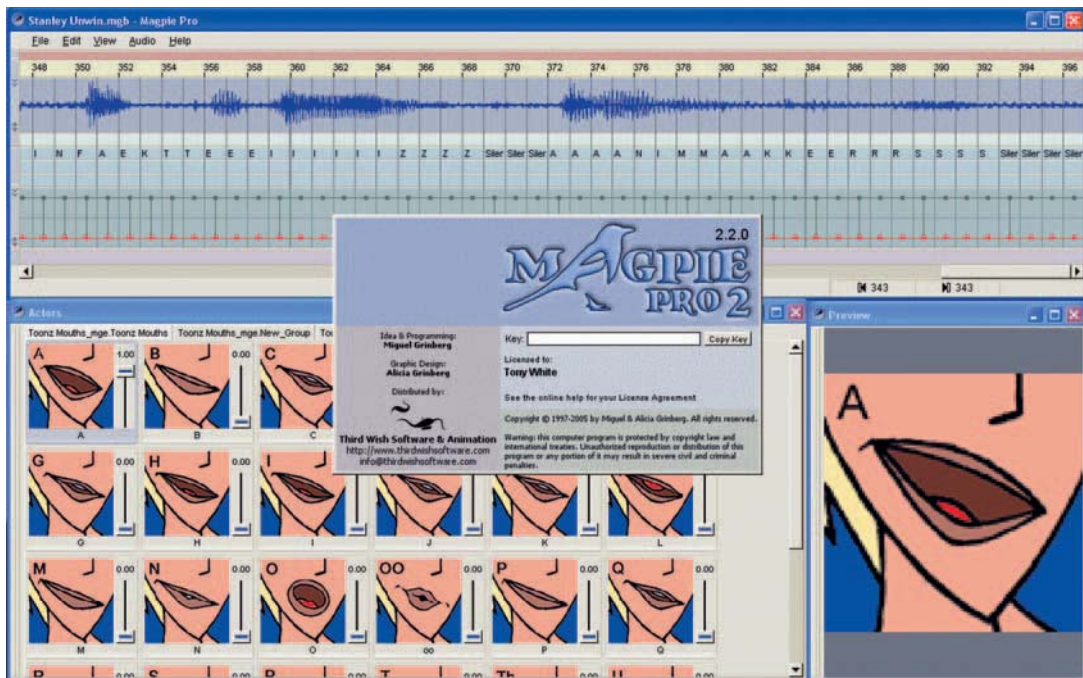 Stanley Unwin.mgb - Magpie Pro
File Edit View Audio Help
348 350 352 354 356 358 360 362 364 366 368 370 372 374 376 378 380 382 384 386 388 390 392 394 396
I N F A E K T T E E E I I I I I I Z Z Z Z Siler Siler Siler A A A A N I M M A A K K E E R R R S S S S Siler Siler Siler Siler
343 343
2.2.0
MAGPIE
PRO 2
Idea & Programming:
Miguel Grinberg
Graphic Design:
Alicia Grinberg
Distributed by:
Third Wish Software & Animation
http://www.thirdwishsoftware.com
info@thirdwishsoftware.com
Key: Copy Key
Licensed to:
Tony White
See the online help for your License Agreement
Copyright © 1997-2005 by Miguel & Alicia Grinberg. All rights reserved.
Warning: this computer program is protected by copyright law and
international treaties. Unauthorized reproduction or distribution of this
program or any portion of it may result in severe civil and criminal
penalties.
Actors
Toonz Mouths_mge.Toonz Mouths Toonz Mouths_mge.New_Group
A 1.00 B 0.00 C
A B C
G 0.00 H 0.00 I
G H I J K L
M 0.00 N 0.00 O 0.00 OO 0.00 P 0.00 Q 0.00
M N O oo P Q
Preview
A